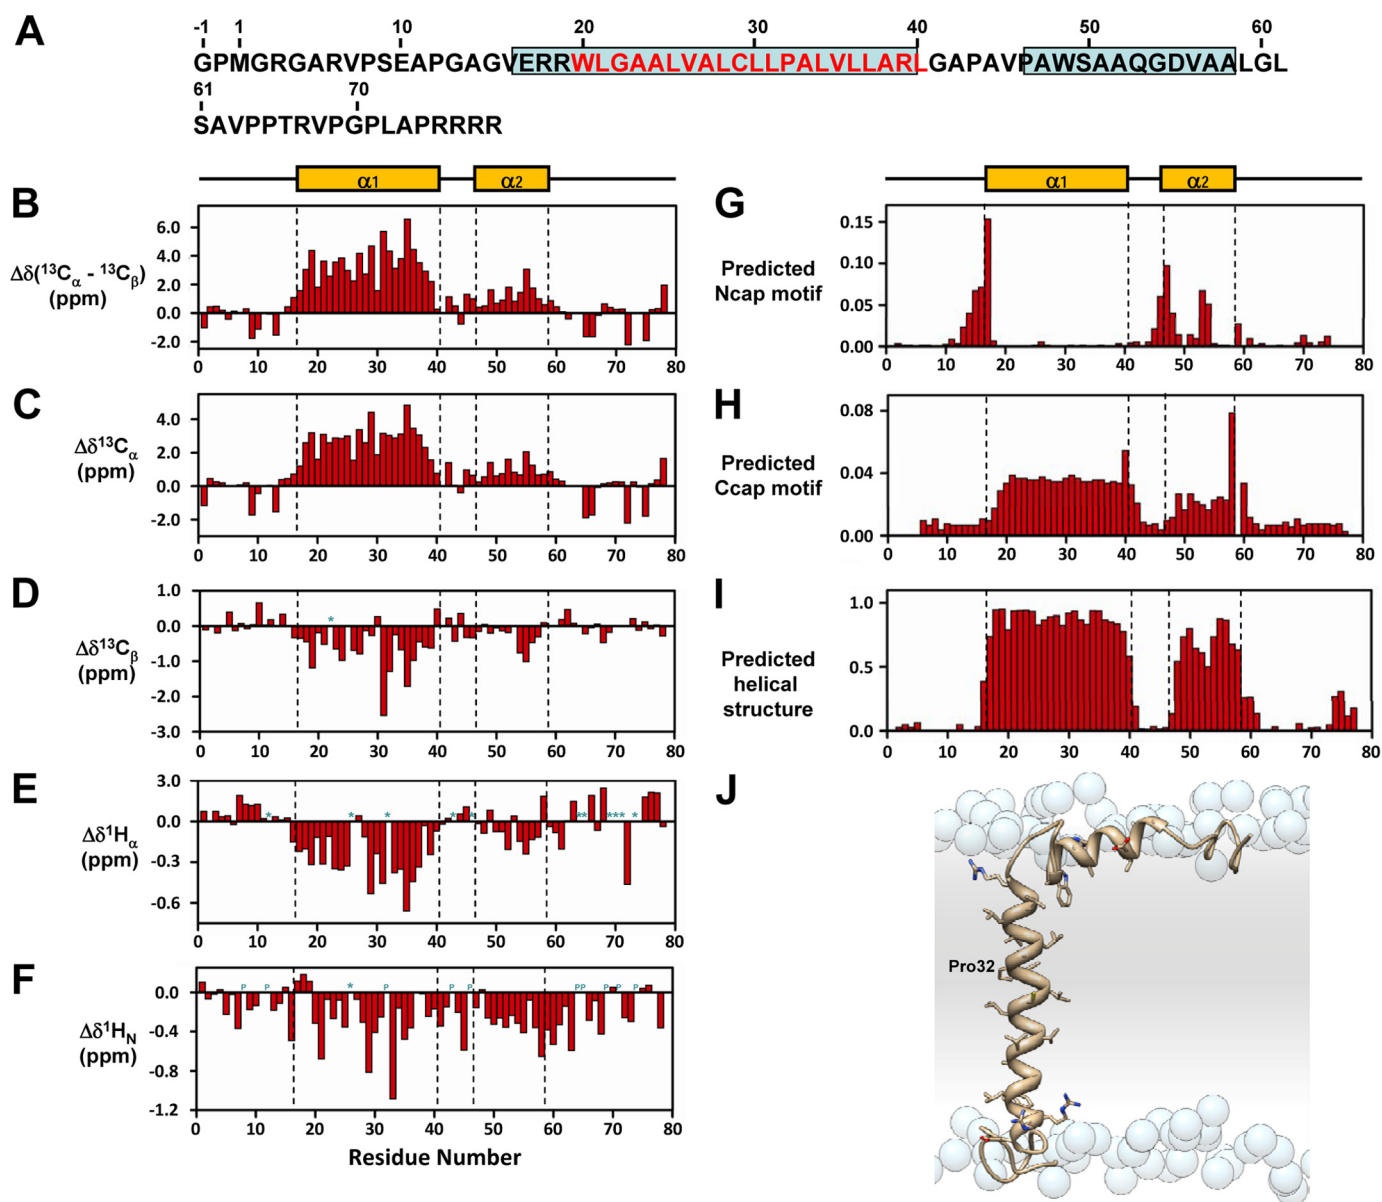 A
-1 1 10 20 30 40 50 60
GPMGRGARVPSEAPGAGVERRWLGAALVALCLLPALVLLARLGAPAVPAWSAAQGDVAALGL
61 70
SAVPPTRVPGPLAPRRRR
α1 α2
B
Δδ(¹³Cα - ¹³Cβ)
(ppm)
6.0
4.0
2.0
0.0
-2.0
0 10 20 30 40 50 60 70 80
C
Δδ¹³Cα
(ppm)
4.0
2.0
0.0
-2.0
0 10 20 30 40 50 60 70 80
D
Δδ¹³Cβ
(ppm)
1.0
0.0
-1.0
-2.0
-3.0
*
0 10 20 30 40 50 60 70 80
E
Δδ¹Hα
(ppm)
3.0
0.0
-0.3
-0.6
* * * * * ** *** *
0 10 20 30 40 50 60 70 80
F
Δδ¹HN
(ppm)
0.0
-0.4
-0.8
-1.2
P P * P P P PP P P P
0 10 20 30 40 50 60 70 80
Residue Number
α1 α2
G
Predicted
Ncap motif
0.15
0.10
0.05
0.00
0 10 20 30 40 50 60 70 80
H
Predicted
Ccap motif
0.08
0.04
0.00
0 10 20 30 40 50 60 70 80
I
Predicted
helical
structure
1.0
0.5
0.0
0 10 20 30 40 50 60 70 80
J
Pro32